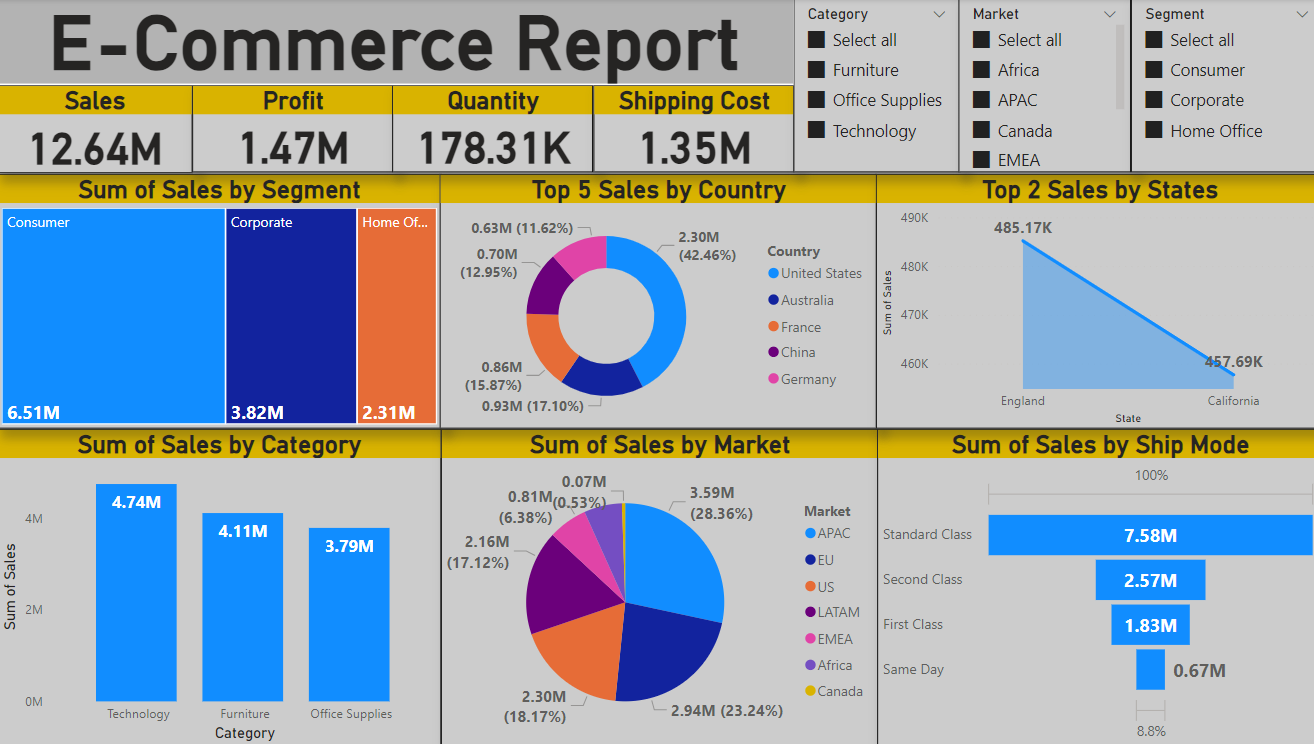 E-Commerce Report
Category
Select all
Furniture
Office Supplies
Technology
Market
Select all
Africa
APAC
Canada
EMEA
Segment
Select all
Consumer
Corporate
Home Office
Sales
12.64M
Profit
1.47M
Quantity
178.31K
Shipping Cost
1.35M
Sum of Sales by Segment
Consumer
6.51M
Corporate
3.82M
Home Of...
2.31M
Top 5 Sales by Country
0.63M (11.62%)
2.30M
(42.46%)
0.70M
(12.95%)
0.86M
(15.87%)
0.93M (17.10%)
Country
United States
Australia
France
China
Germany
Top 2 Sales by States
Sum of Sales
490K
480K
470K
460K
485.17K
457.69K
England
California
State
Sum of Sales by Category
Sum of Sales
4M
2M
0M
4.74M
4.11M
3.79M
Technology
Furniture
Office Supplies
Category
Sum of Sales by Market
0.07M
(0.53%)
0.81M
(6.38%)
3.59M
(28.36%)
2.16M
(17.12%)
2.30M
(18.17%)
2.94M (23.24%)
Market
APAC
EU
US
LATAM
EMEA
Africa
Canada
Sum of Sales by Ship Mode
100%
Standard Class
7.58M
Second Class
2.57M
First Class
1.83M
Same Day
0.67M
8.8%